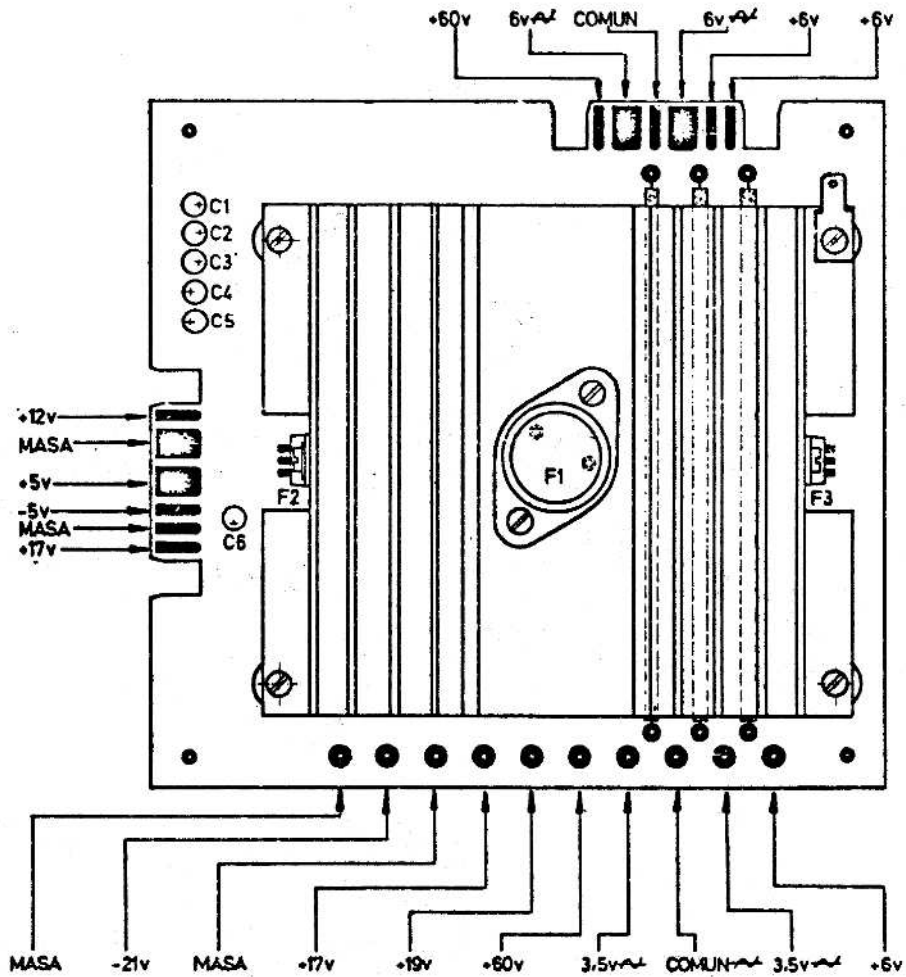 +60v 6v~ COMUN 6v~ +6v +6v
C1
C2
C3
C4
C5
+12v
MASA
+5v
-5v
MASA
+17v
C6
F2
F1
F3
MASA -21v MASA +17v +19v +60v 3,5v~ COMUN~ 3,5v~ +6v